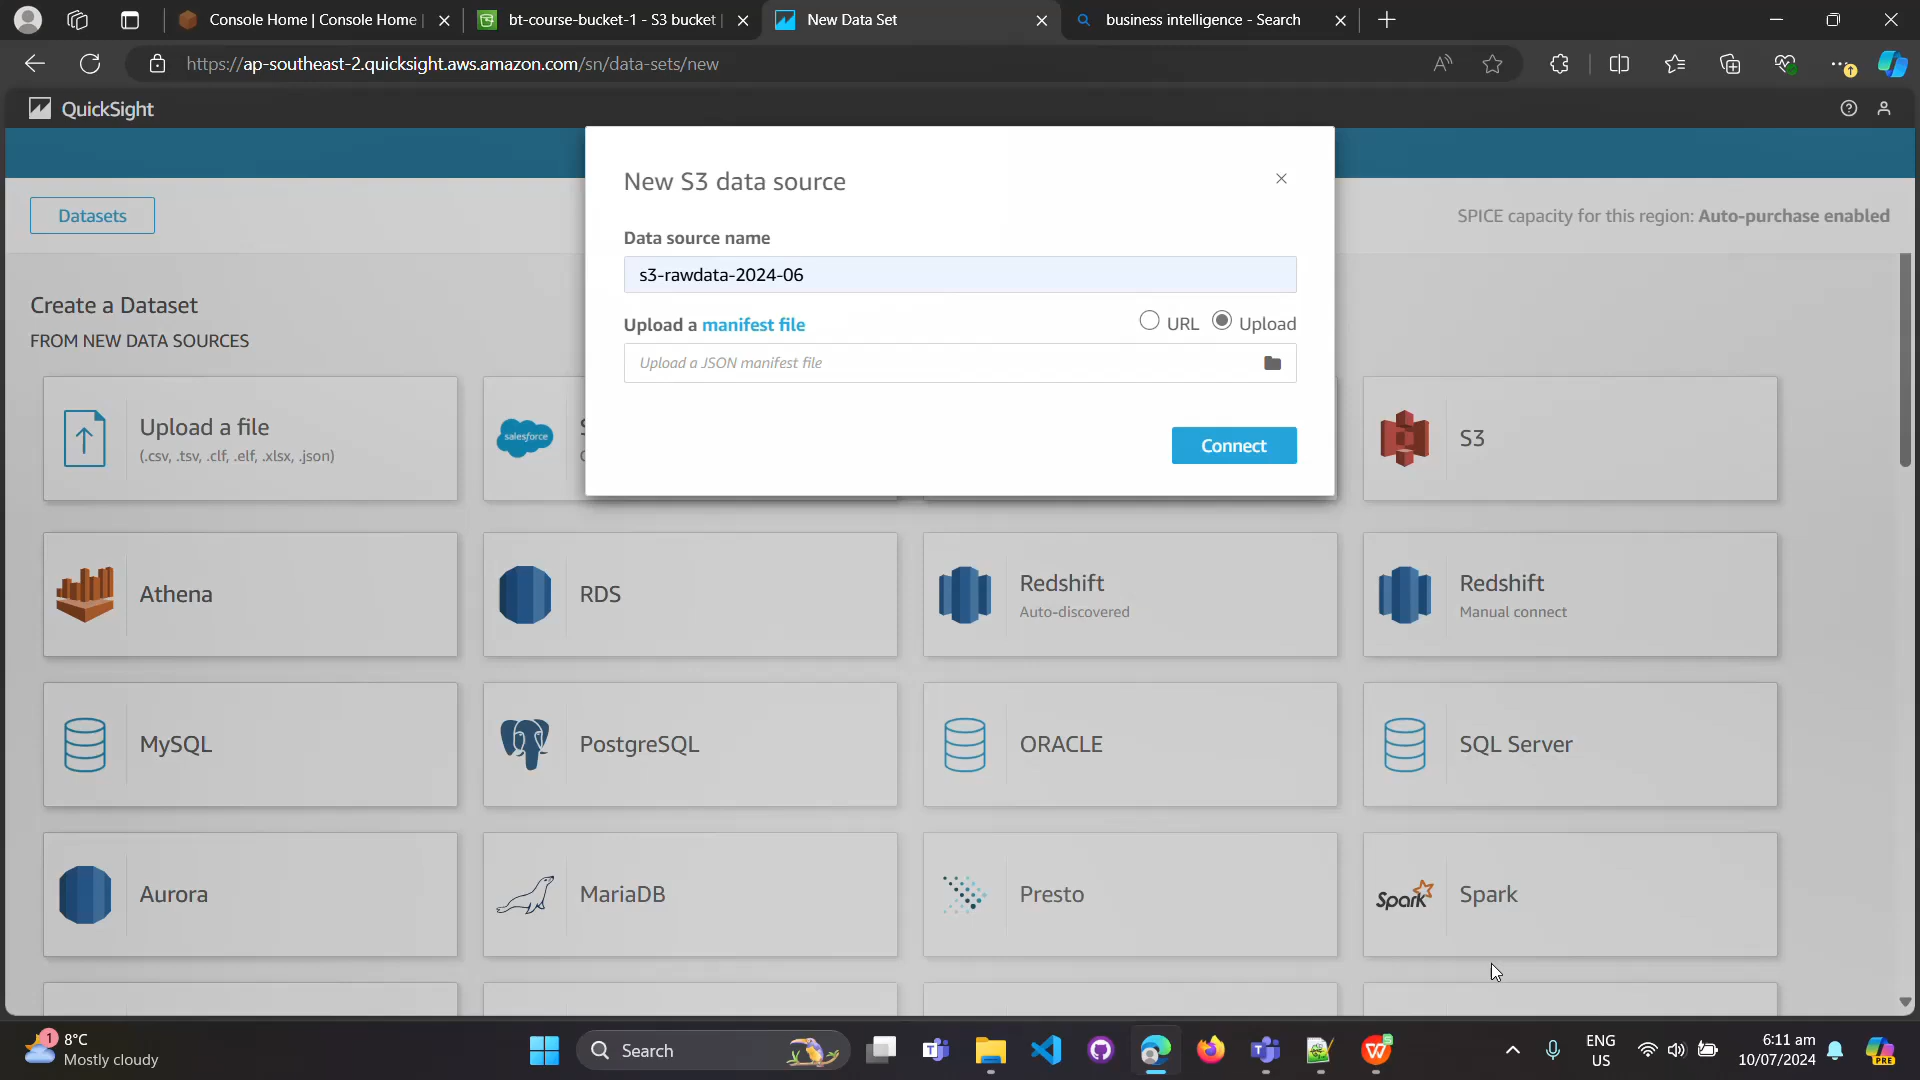 Console Home | Console Home
bt-course-bucket-1 - S3 bucket
New Data Set
business intelligence - Search
https://ap-southeast-2.quicksight.aws.amazon.com/sn/data-sets/new
QuickSight
New S3 data source
Datasets
SPICE capacity for this region: Auto-purchase enabled
Data source name
s3-rawdata-2024-06
Upload a manifest file
URL
Upload
Upload a JSON manifest file
Connect
Create a Dataset
FROM NEW DATA SOURCES
Upload a file
(.csv, .tsv, .clf, .elf, .xlsx, .json)
salesforce
S3
Athena
RDS
Redshift
Auto-discovered
Redshift
Manual connect
MySQL
PostgreSQL
ORACLE
SQL Server
Aurora
MariaDB
Presto
Spark
Spark
1
8°C
Mostly cloudy
Search
ENG
US
6:11 am
10/07/2024
PRE